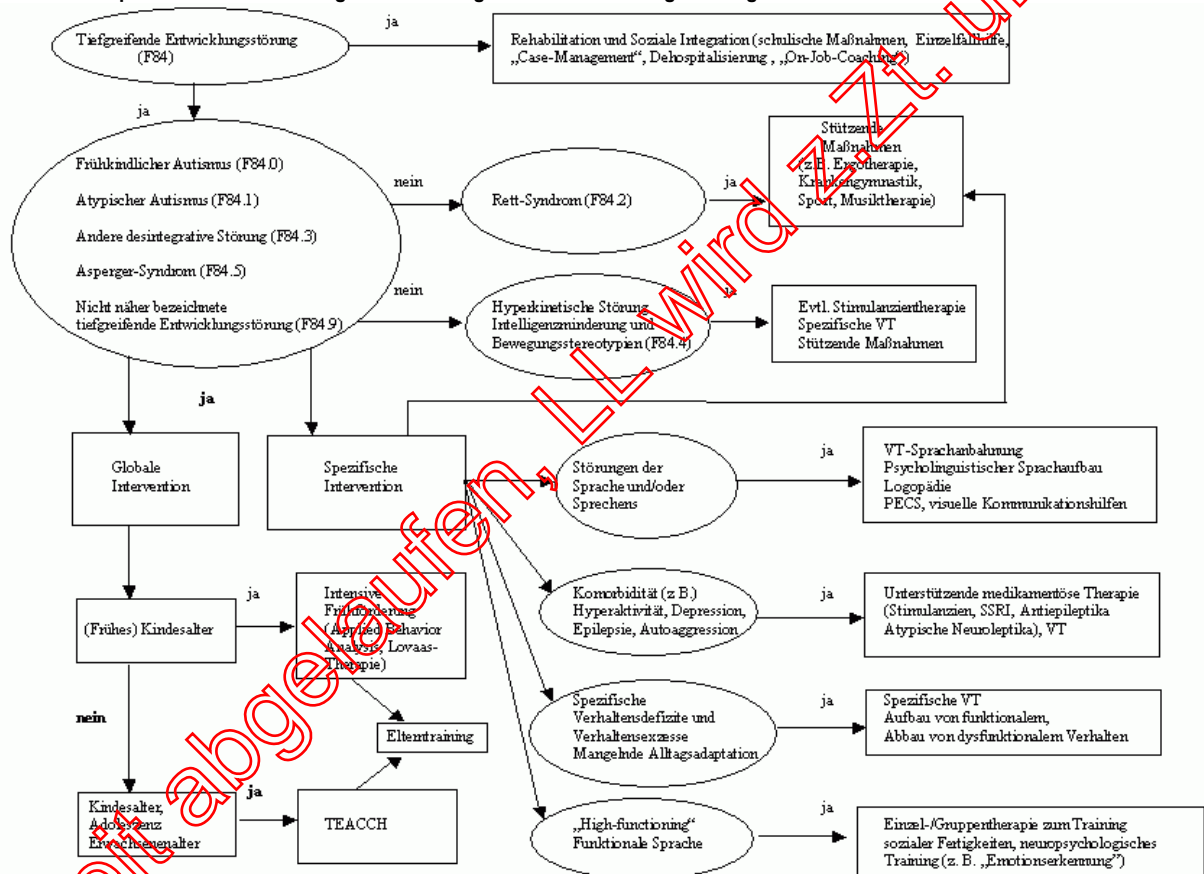 ja
Tiefgreifende Entwicklungsstörung
(F84)
Rehabilitation und Soziale Integration (schulische Maßnahmen, Einzelfallhilfe,
„Case-Management“, Dehospitalisierung , „On-Job-Coaching“)
ja
Frühkindlicher Autismus (F84.0)
Atypischer Autismus (F84.1)
Andere desintegrative Störung (F84.3)
Asperger-Syndrom (F84.5)
Nicht näher bezeichnete
tiefgreifende Entwicklungsstörung (F84.9)
nein
Rett-Syndrom (F84.2)
ja
Stützende
Maßnahmen
(z.B. Ergotherapie,
Krankengymnastik,
Sport, Musiktherapie)
nein
Hyperkinetische Störung
Intelligenzminderung und
Bewegungsstereotypien (F84.4)
ja
Evtl. Stimulanzientherapie
Spezifische VT
Stützende Maßnahmen
ja
Globale
Intervention
Spezifische
Intervention
Störungen der
Sprache und/oder
Sprechens
ja
VT-Sprachanbahnung
Psycholinguistischer Sprachaufbau
Logopädie
PECS, visuelle Kommunikationshilfen
(Frühes) Kindesalter
ja
Intensive
Frühförderung
(Applied Behavior
Analysis, Lovaas-
Therapie)
Komorbidität (z B.)
Hyperaktivität, Depression,
Epilepsie, Autoaggression
ja
Unterstützende medikamentöse Therapie
(Stimulanzien, SSRI, Antiepileptika
Atypische Neuroleptika), VT
nein
Elterntraining
Spezifische
Verhaltensdefizite und
Verhaltensexzesse
Mangelnde Alltagsadaptation
ja
Spezifische VT
Aufbau von funktionalem,
Abbau von dysfunktionalem Verhalten
Kindesalter,
Adoleszenz
Erwachsenenalter
ja
TEACCH
„High-functioning“
Funktionale Sprache
ja
Einzel-/Gruppentherapie zum Training
sozialer Fertigkeiten, neuropsychologisches
Training (z. B. „Emotionserkennung”)
abgelaufen, LL wird z.Zt.